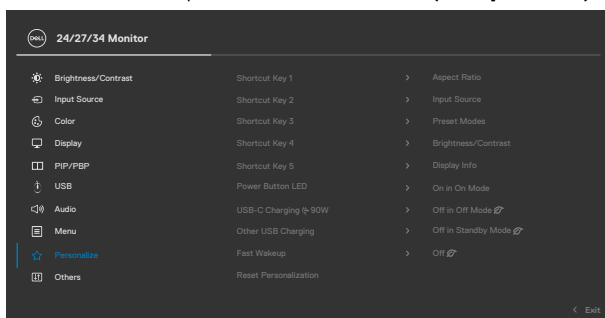 DELL 24/27/34 Monitor
Brightness/Contrast Shortcut Key 1 > Aspect Ratio
Input Source Shortcut Key 2 > Input Source
Color Shortcut Key 3 > Preset Modes
Display Shortcut Key 4 > Brightness/Contrast
PIP/PBP Shortcut Key 5 > Display Info
USB Power Button LED > On in On Mode
Audio USB-C Charging 90W > Off in Off Mode
Menu Other USB Charging > Off in Standby Mode
Personalize Fast Wakeup > Off
Others Reset Personalization
< Exit